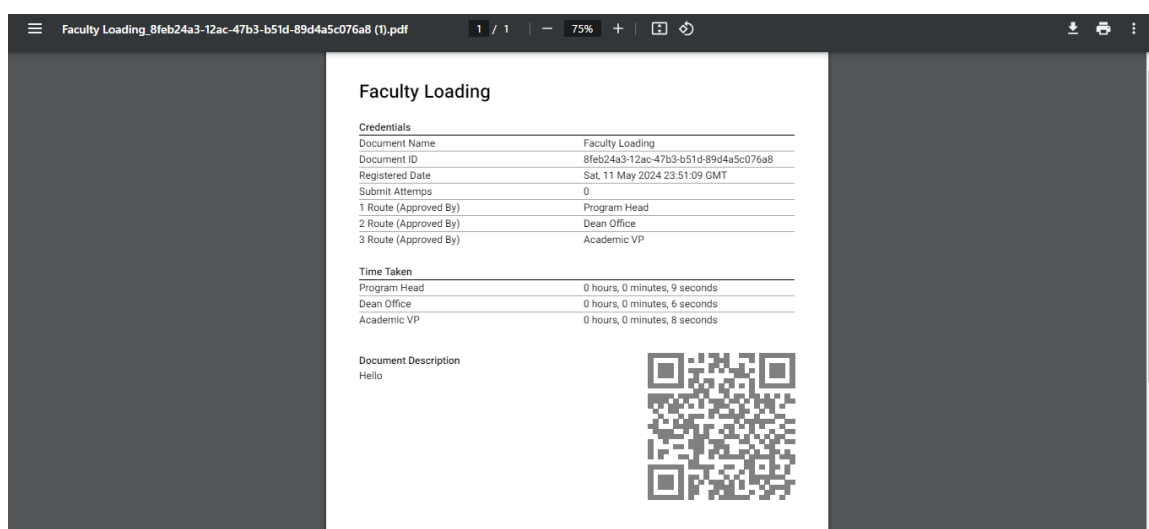 Faculty Loading_8feb24a3-12ac-47b3-b51d-89d4a5c076a8 (1).pdf 1 / 1 75%
Faculty Loading
Credentials
Document Name Faculty Loading
Document ID 8feb24a3-12ac-47b3-b51d-89d4a5c076a8
Registered Date Sat, 11 May 2024 23:51:09 GMT
Submit Attemps 0
1 Route (Approved By) Program Head
2 Route (Approved By) Dean Office
3 Route (Approved By) Academic VP
Time Taken
Program Head 0 hours, 0 minutes, 9 seconds
Dean Office 0 hours, 0 minutes, 6 seconds
Academic VP 0 hours, 0 minutes, 8 seconds
Document Description
Hello